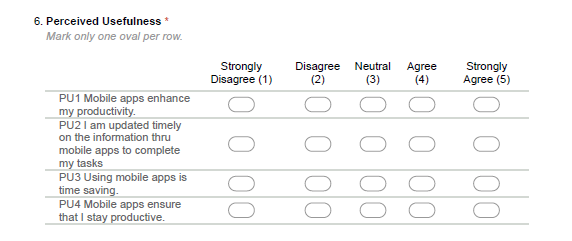 6. Perceived Usefulness *
Mark only one oval per row.
Strongly Disagree (1) Disagree (2) Neutral (3) Agree (4) Strongly Agree (5)
PU1 Mobile apps enhance
my productivity.
PU2 I am updated timely
on the information thru
mobile apps to complete
my tasks
PU3 Using mobile apps is
time saving.
PU4 Mobile apps ensure
that I stay productive.